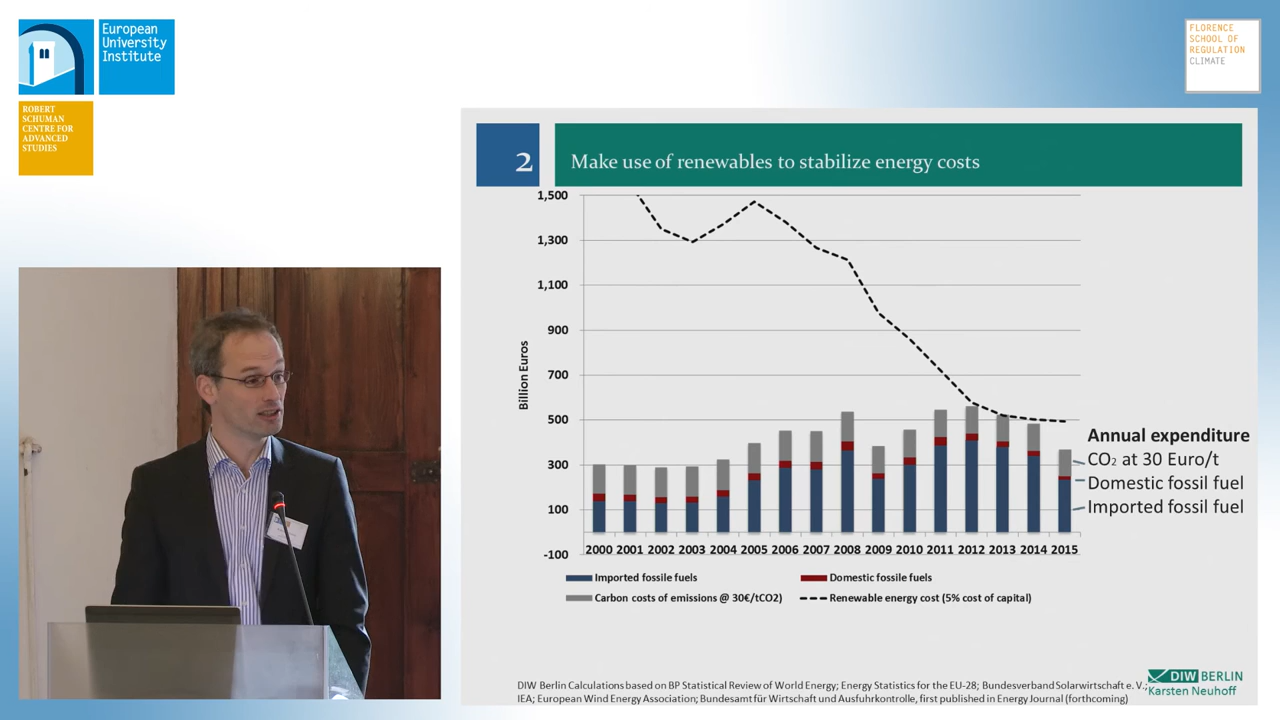 European
University
Institute
ROBERT
SCHUMAN
CENTRE FOR
ADVANCED
STUDIES
FLORENCE
SCHOOL OF
REGULATION
CLIMATE
2
Make use of renewables to stabilize energy costs
Billion Euros
1,500
1,300
1,100
900
700
500
300
100
-100
2000 2001 2002 2003 2004 2005 2006 2007 2008 2009 2010 2011 2012 2013 2014 2015
Annual expenditure
CO2 at 30 Euro/t
Domestic fossil fuel
Imported fossil fuel
Imported fossile fuels
Domestic fossile fuels
Carbon costs of emissions @ 30€/tCO2)
Renewable energy cost (5% cost of capital)
DIW Berlin Calculations based on BP Statistical Review of World Energy; Energy Statistics for the EU-28; Bundesverband Solarwirtschaft e. V.;
IEA; European Wind Energy Association; Bundesamt für Wirtschaft und Ausfuhrkontrolle, first published in Energy Journal (forthcoming)
DIW BERLIN
Karsten Neuhoff